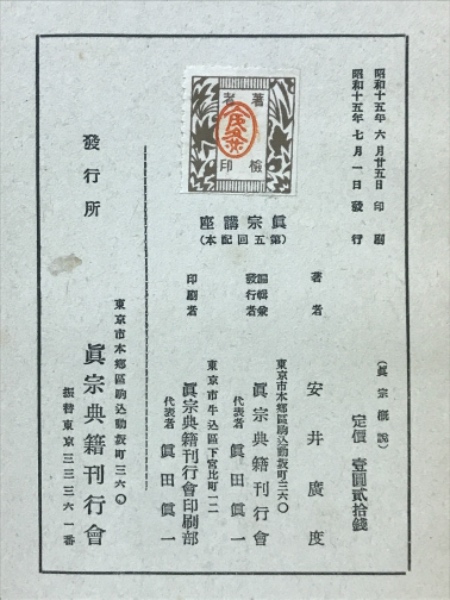 昭和十五年六月廿五日印刷
昭和十五年七月一日發行
(眞宗概說)
定價 壹圓貳拾錢
著者
檢印
眞宗講座
(第五回配本)
著者 安井廣度
東京市本鄕區駒込動坂町三六〇
編輯兼發行者 眞宗典籍刊行會
代表者 眞田眞一
東京市牛込區下宮比町一二
印刷者 眞宗典籍刊行會印刷部
代表者 眞田眞一
發行所
東京市本鄕區駒込動坂町三六〇
眞宗典籍刊行會
振替東京三三三六一番